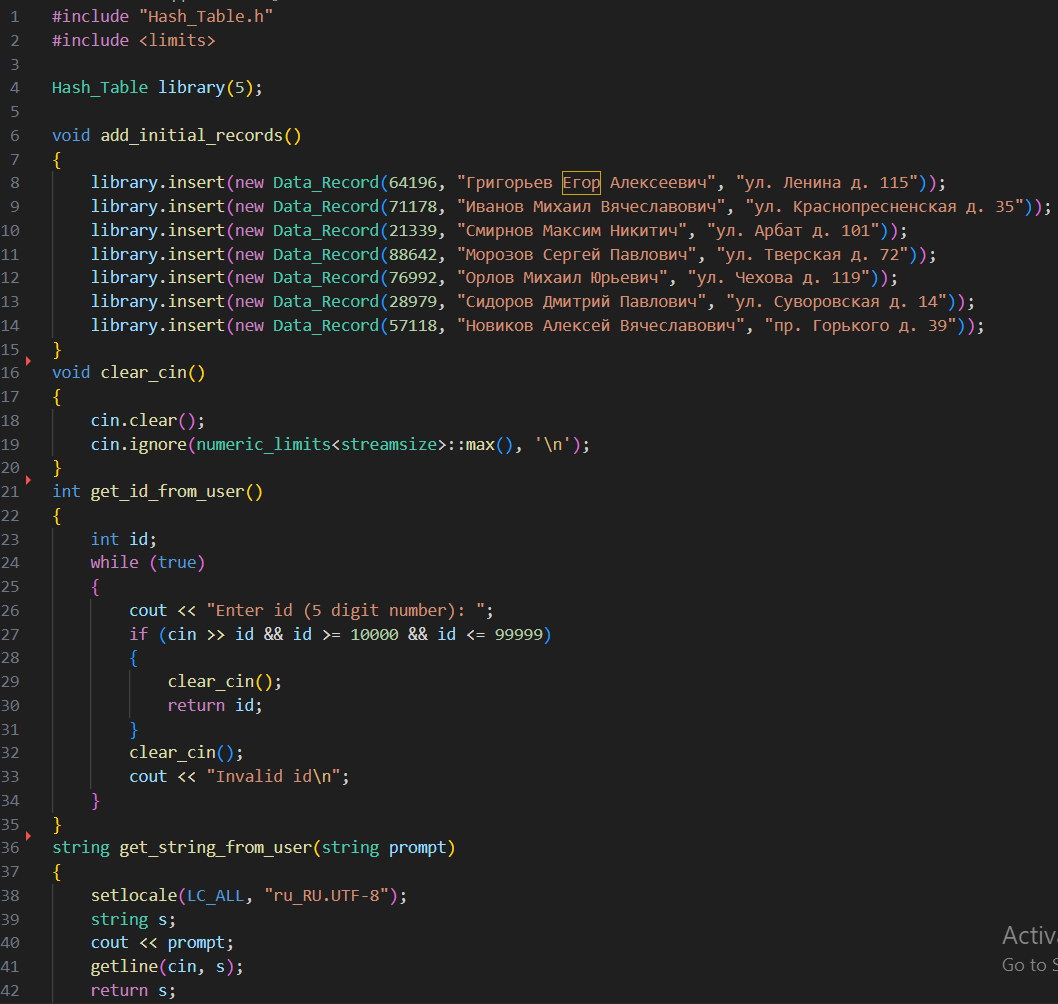 1 #include "Hash_Table.h"
2 #include <limits>
3
4 Hash_Table library(5);
5
6 void add_initial_records()
7 {
8     library.insert(new Data_Record(64196, "Григорьев Егор Алексеевич", "ул. Ленина д. 115"));
9     library.insert(new Data_Record(71178, "Иванов Михаил Вячеславович", "ул. Краснопресненская д. 35"));
10     library.insert(new Data_Record(21339, "Смирнов Максим Никитич", "ул. Арбат д. 101"));
11     library.insert(new Data_Record(88642, "Морозов Сергей Павлович", "ул. Тверская д. 72"));
12     library.insert(new Data_Record(76992, "Орлов Михаил Юрьевич", "ул. Чехова д. 119"));
13     library.insert(new Data_Record(28979, "Сидоров Дмитрий Павлович", "ул. Суворовская д. 14"));
14     library.insert(new Data_Record(57118, "Новиков Алексей Вячеславович", "пр. Горького д. 39"));
15 }
16 void clear_cin()
17 {
18     cin.clear();
19     cin.ignore(numeric_limits<streamsize>::max(), '\n');
20 }
21 int get_id_from_user()
22 {
23     int id;
24     while (true)
25     {
26         cout << "Enter id (5 digit number): ";
27         if (cin >> id && id >= 10000 && id <= 99999)
28         {
29             clear_cin();
30             return id;
31         }
32         clear_cin();
33         cout << "Invalid id\n";
34     }
35 }
36 string get_string_from_user(string prompt)
37 {
38     setlocale(LC_ALL, "ru_RU.UTF-8");
39     string s;
40     cout << prompt;
41     getline(cin, s);
42     return s;
Activ
Go to S